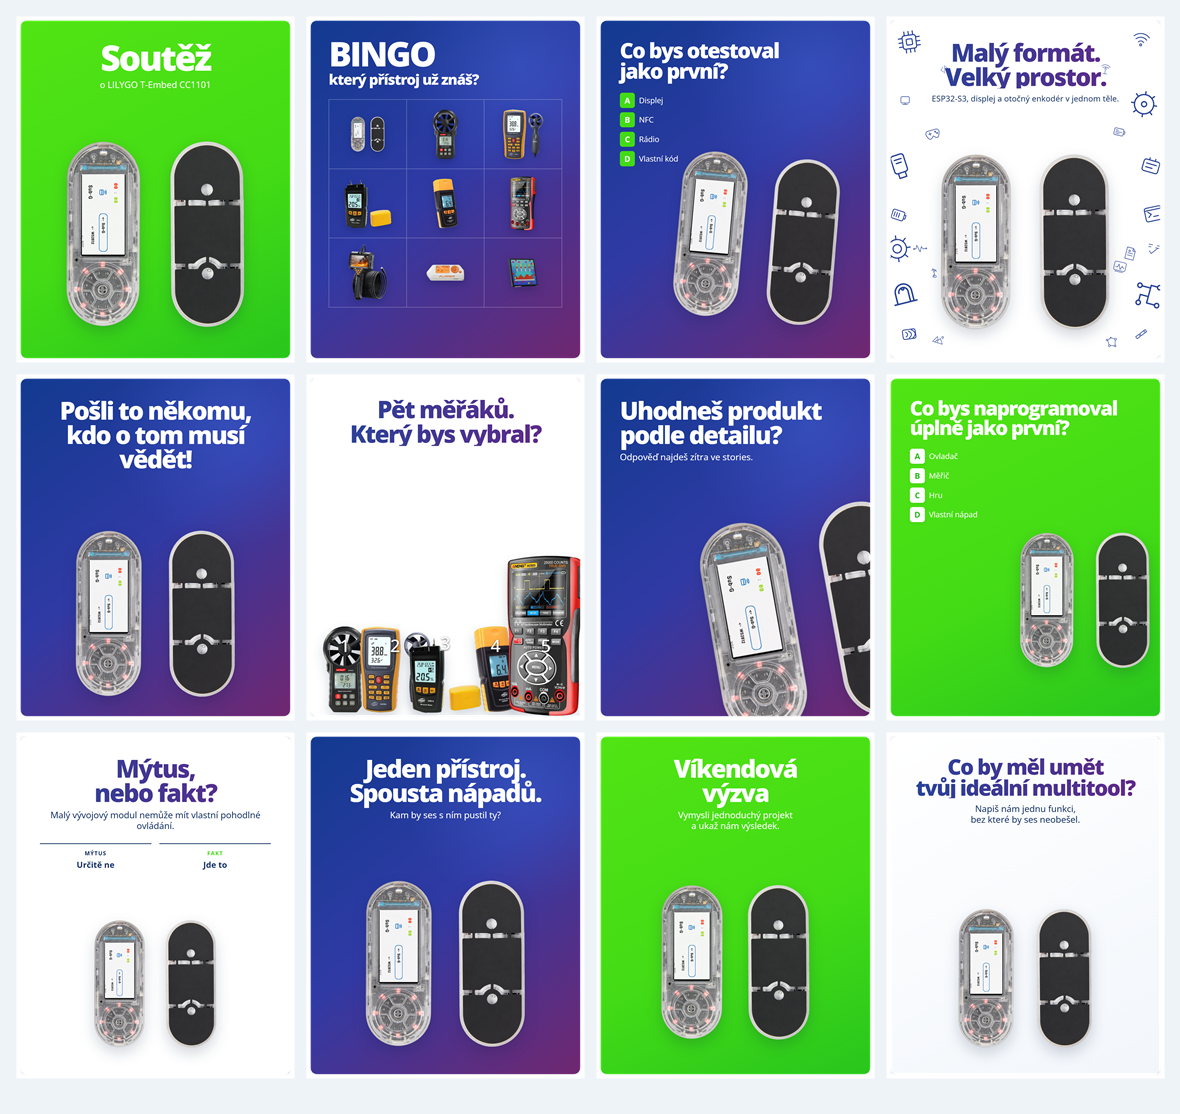 Soutěž
o LILYGO T-Embed CC1101
BINGO
který přístroj už znáš?
Co bys otestoval
jako první?
A Displej
B NFC
C Rádio
D Vlastní kód
Malý formát.
Velký prostor.
ESP32-S3, displej a otočný enkodér v jednom těle.
Pošli to někomu,
kdo o tom musí
vědět!
Pět měřáků.
Který bys vybral?
1
2
3
4
5
Uhodneš produkt
podle detailu?
Odpověď najdeš zítra ve stories.
Co bys naprogramoval
úplně jako první?
A Ovladač
B Měřič
C Hru
D Vlastní nápad
Mýtus,
nebo fakt?
Malý vývojový modul nemůže mít vlastní pohodlné
ovládání.
MÝTUS
Určitě ne
FAKT
Jde to
Jeden přístroj.
Spousta nápadů.
Kam by ses s ním pustil ty?
Víkendová
výzva
Vymysli jednoduchý projekt
a ukaž nám výsledek.
Co by měl umět
tvůj ideální multitool?
Napiš nám jednu funkci,
bez které by ses neobešel.